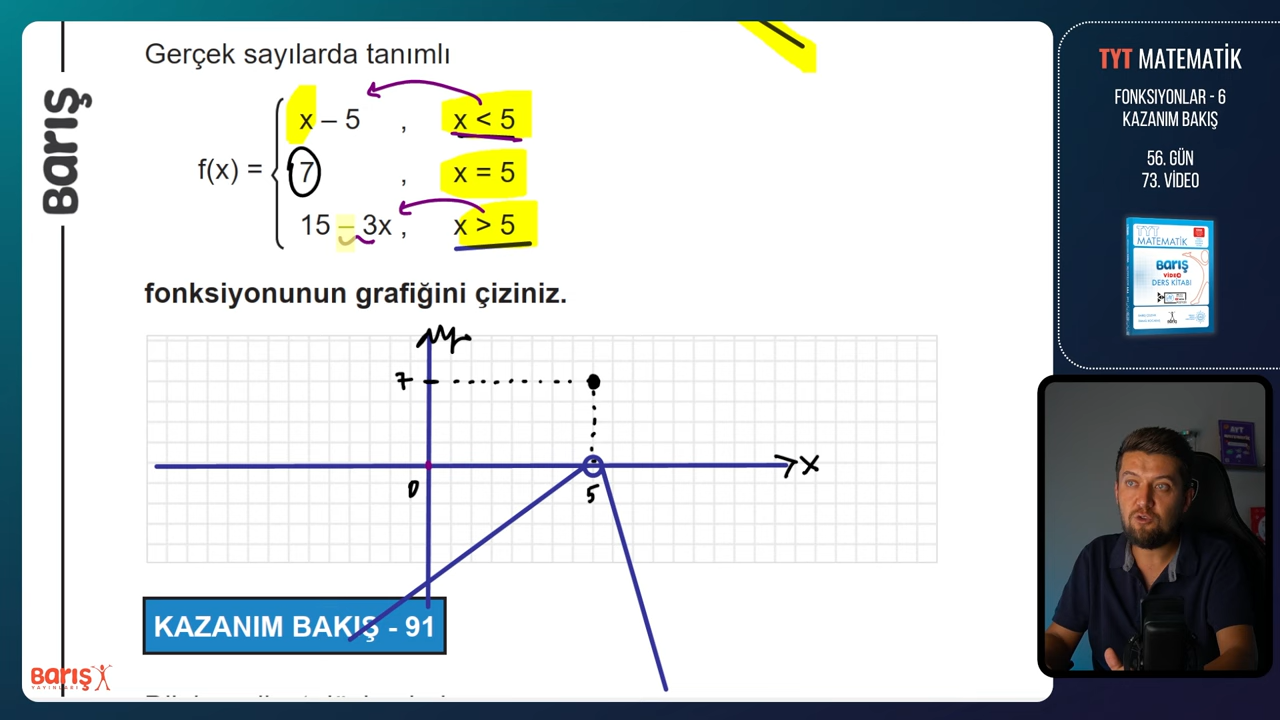 Gerçek sayılarda tanımlı
x – 5 , x < 5
f(x) = 7 , x = 5
15 – 3x , x > 5
fonksiyonunun grafiğini çiziniz.
y
7
0
5
x
KAZANIM BAKIŞ - 91
Barış
BARIŞ
YAYINLARI
TYT MATEMATİK
FONKSİYONLAR - 6
KAZANIM BAKIŞ
56. GÜN
73. VİDEO
TYT
MATEMATİK
BARIŞ
VİDEO
DERS KİTABI